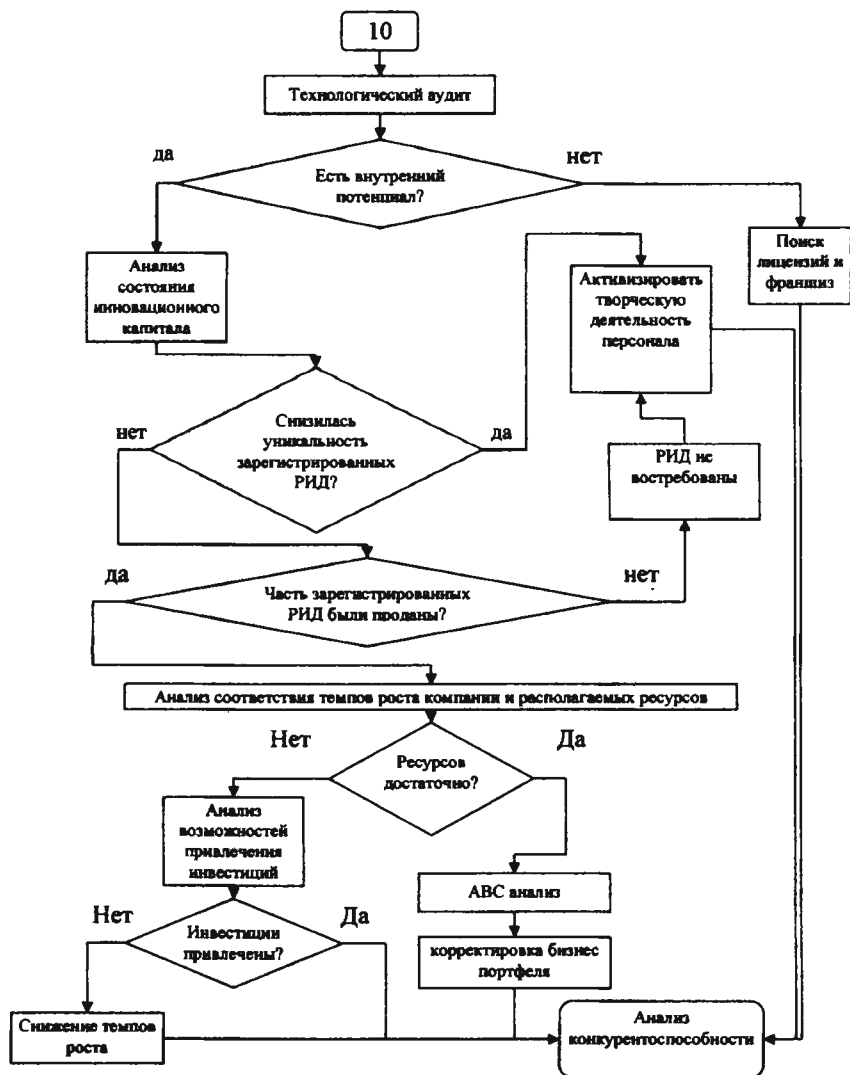 10
Технологический аудит
да
нет
Есть внутренний
потенциал?
Поиск
лицензий и
франшиз
Анализ
состояния
инновационного
капитала
Активизировать
творческую
деятельность
персонала
Снизилась
уникальность
зарегистрированных
РИД?
нет
да
РИД не
востребованы
да
нет
Часть зарегистрированных
РИД были проданы?
Анализ соответствия темпов роста компании и располагаемых ресурсов
Нет
Да
Ресурсов
достаточно?
Анализ
возможностей
привлечения
инвестиций
ABC анализ
Нет
Да
Инвестиции
привлечены?
корректировка бизнес
портфеля
Снижение темпов
роста
Анализ
конкурентоспособности